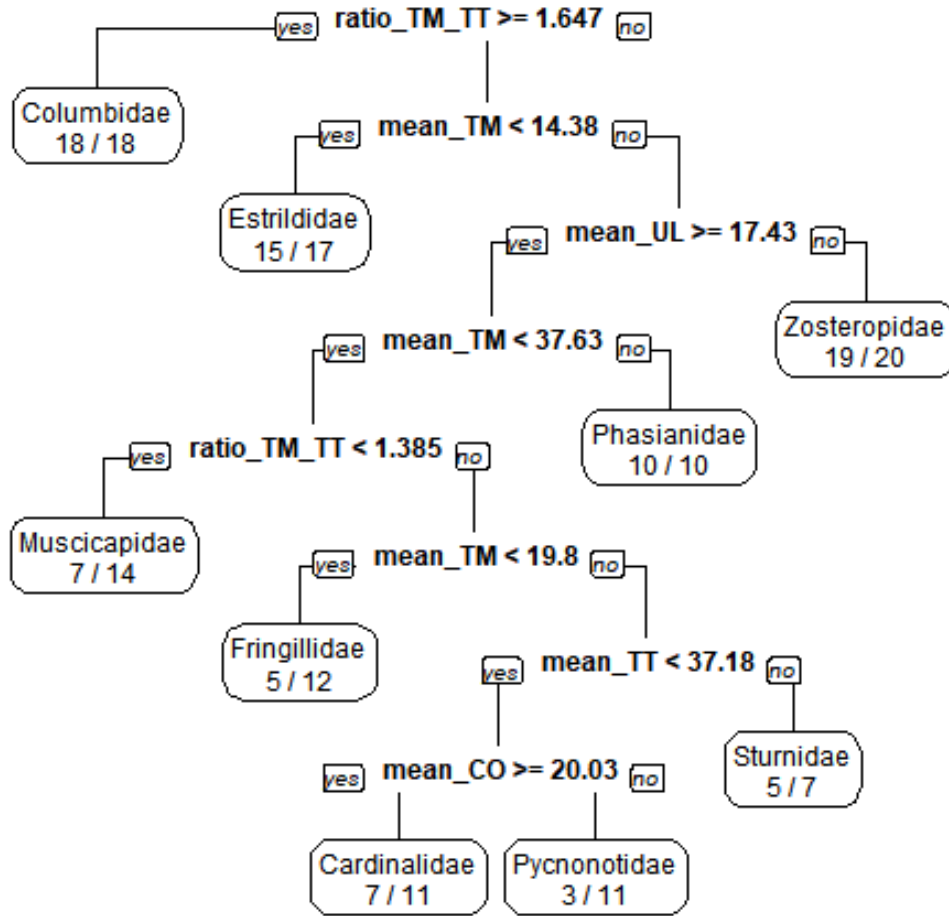 yes ratio_TM_TT >= 1.647 no
Columbidae
18 / 18
yes mean_TM < 14.38 no
Estrildidae
15 / 17
yes mean_UL >= 17.43 no
Zosteropidae
19 / 20
yes mean_TM < 37.63 no
Phasianidae
10 / 10
yes ratio_TM_TT < 1.385 no
Muscicapidae
7 / 14
yes mean_TM < 19.8 no
Fringillidae
5 / 12
yes mean_TT < 37.18 no
Sturnidae
5 / 7
yes mean_CO >= 20.03 no
Cardinalidae
7 / 11
Pycnonotidae
3 / 11